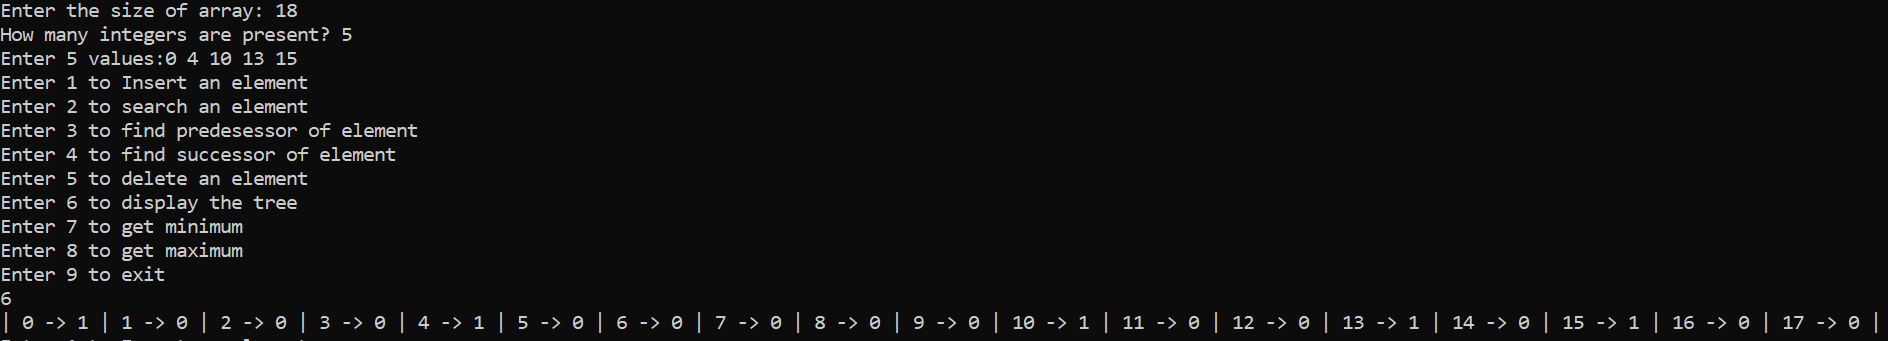 Enter the size of array: 18
How many integers are present? 5
Enter 5 values:0 4 10 13 15
Enter 1 to Insert an element
Enter 2 to search an element
Enter 3 to find predesessor of element
Enter 4 to find successor of element
Enter 5 to delete an element
Enter 6 to display the tree
Enter 7 to get minimum
Enter 8 to get maximum
Enter 9 to exit
6
| 0 -> 1 | 1 -> 0 | 2 -> 0 | 3 -> 0 | 4 -> 1 | 5 -> 0 | 6 -> 0 | 7 -> 0 | 8 -> 0 | 9 -> 0 | 10 -> 1 | 11 -> 0 | 12 -> 0 | 13 -> 1 | 14 -> 0 | 15 -> 1 | 16 -> 0 | 17 -> 0 |